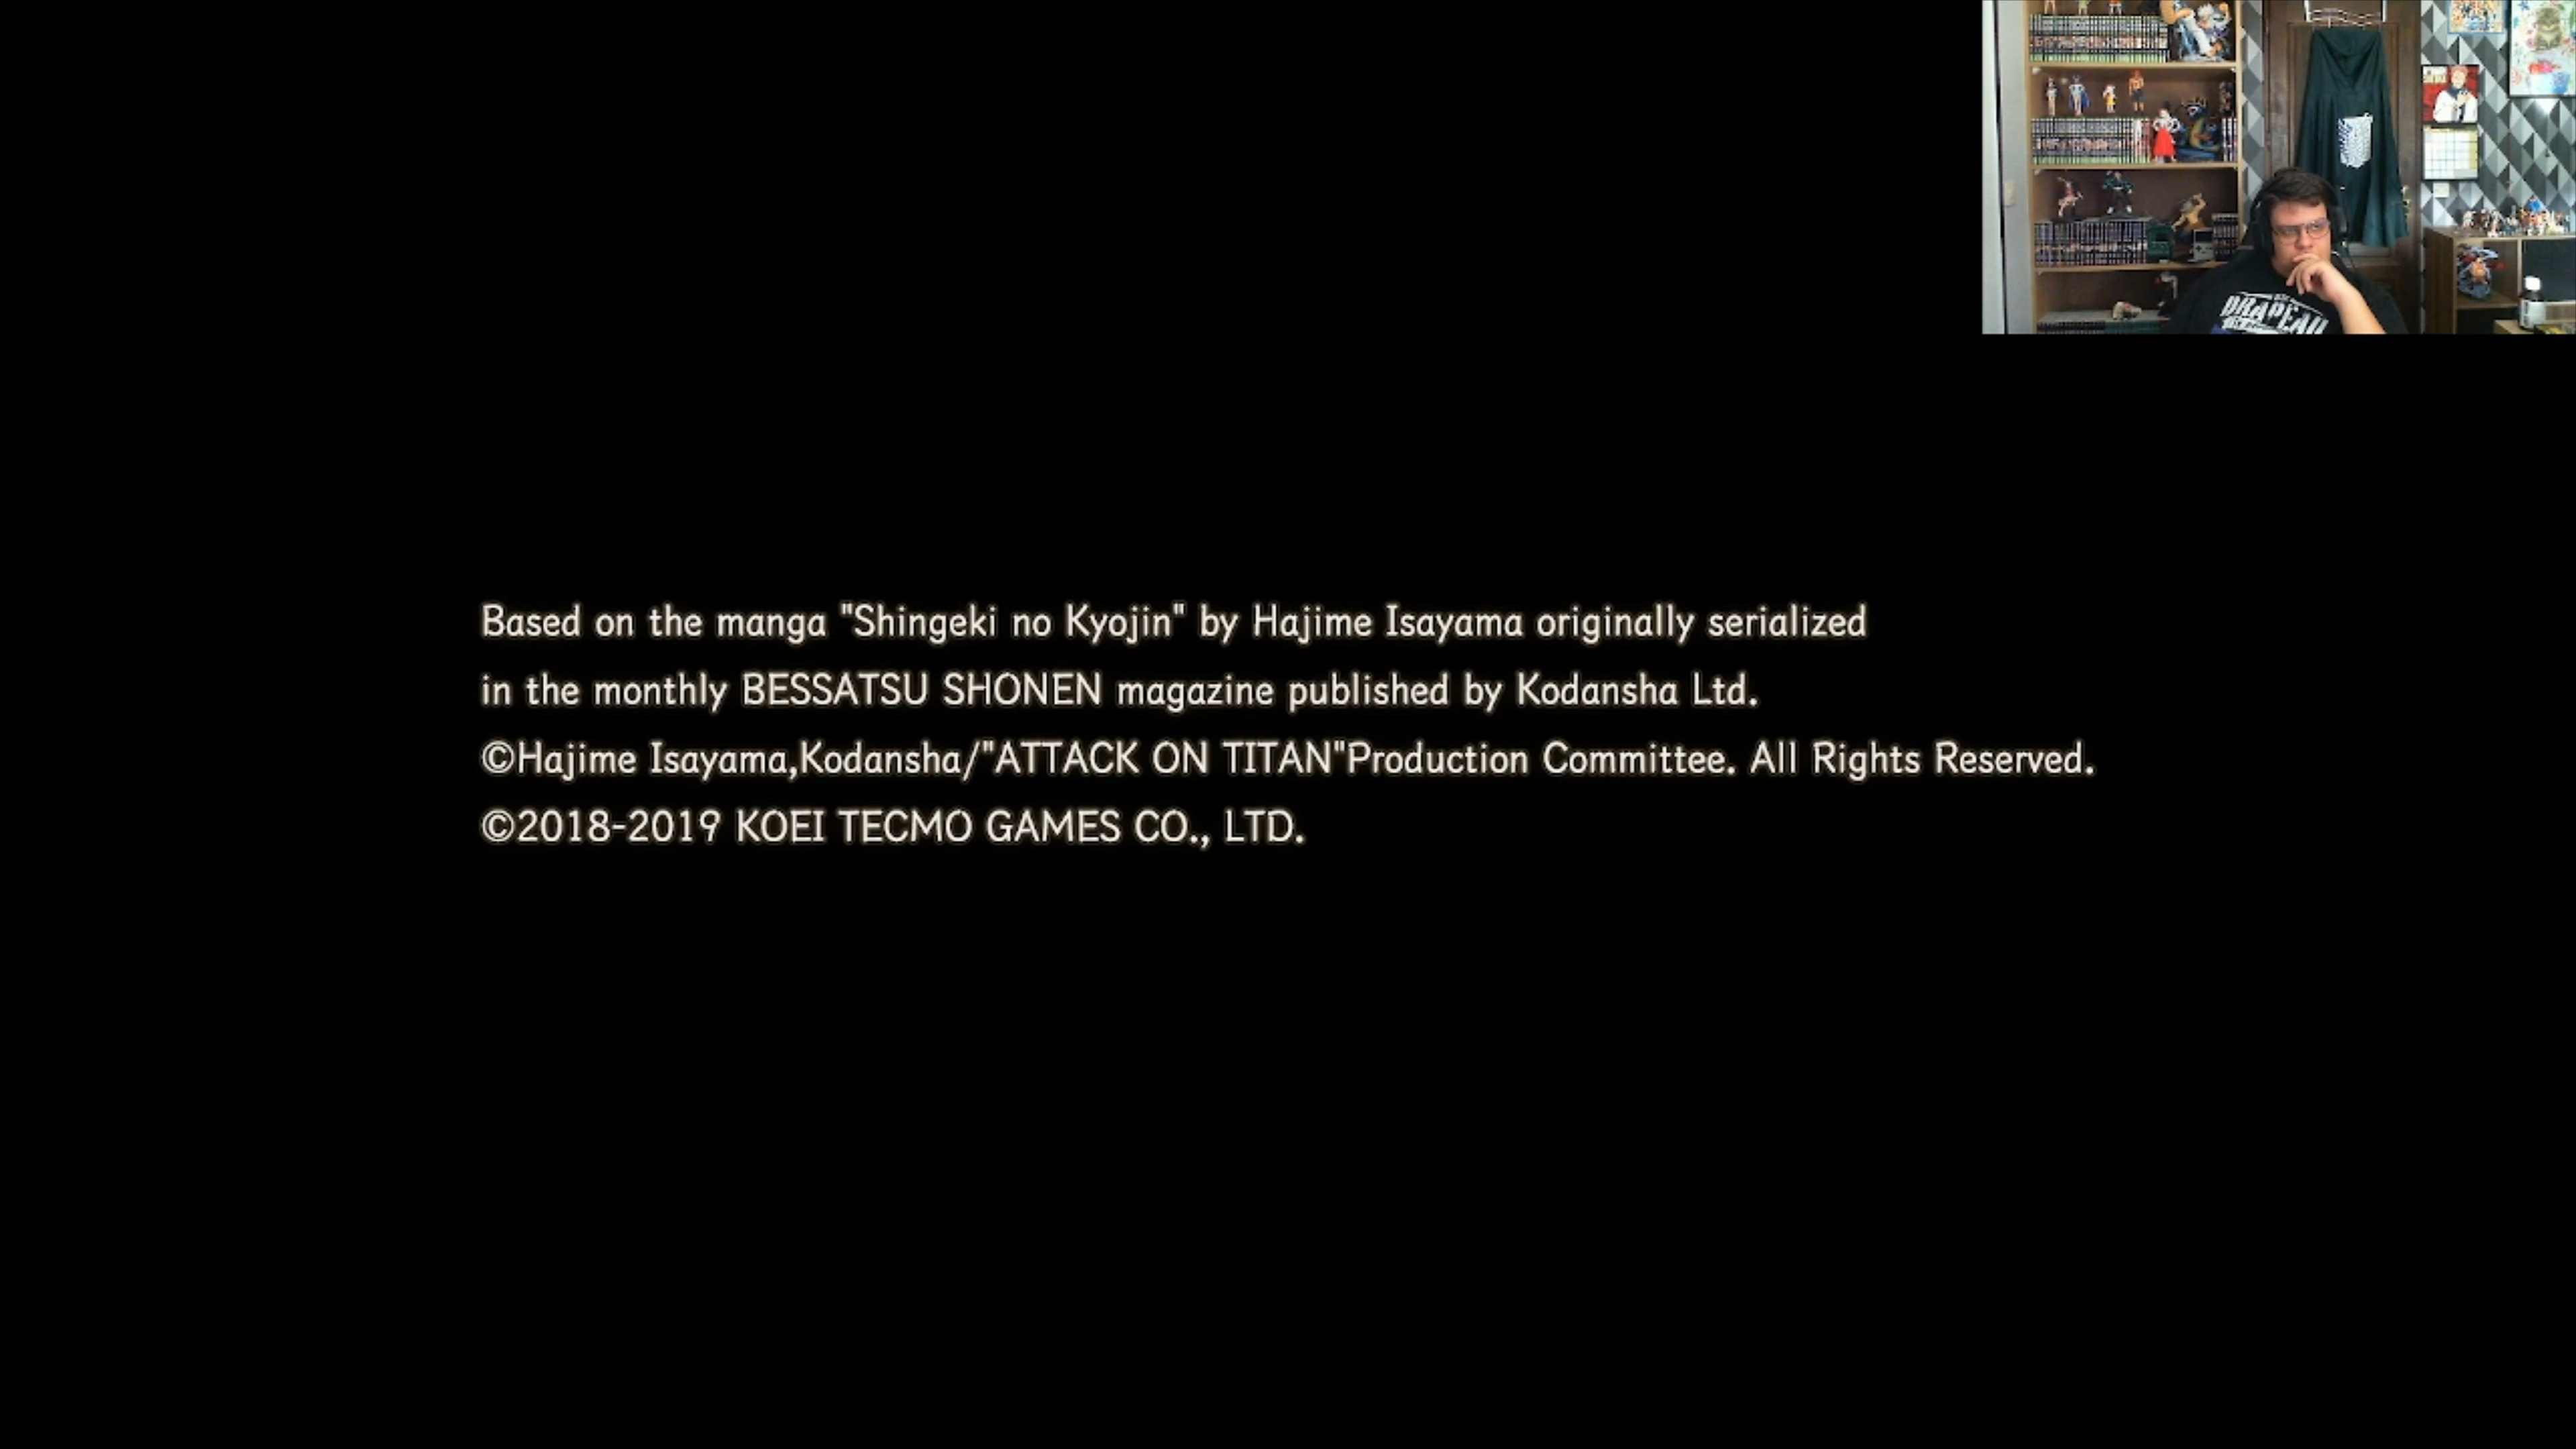 Based on the manga "Shingeki no Kyojin" by Hajime Isayama originally serialized
in the monthly BESSATSU SHONEN magazine published by Kodansha Ltd.
©Hajime Isayama,Kodansha/"ATTACK ON TITAN"Production Committee. All Rights Reserved.
©2018-2019 KOEI TECMO GAMES CO., LTD.
DRAPEAU